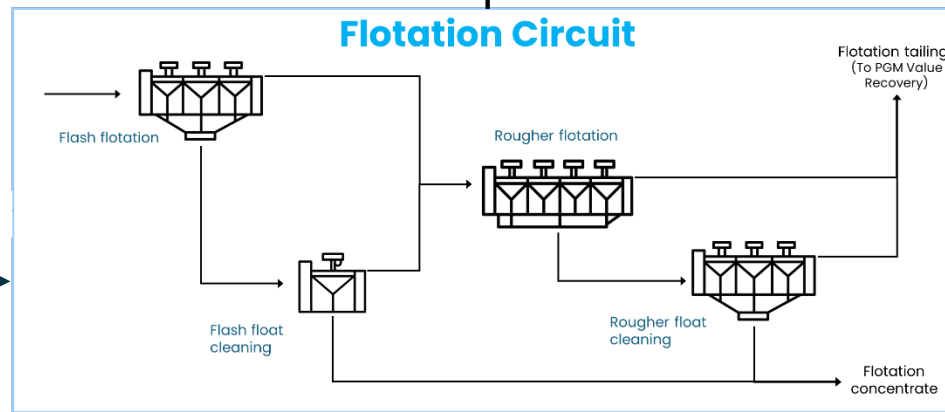 Flotation Circuit
Flotation tailing
(To PGM Value
Recovery)
Flash flotation
Rougher flotation
Flash float
cleaning
Rougher float
cleaning
Flotation
concentrate